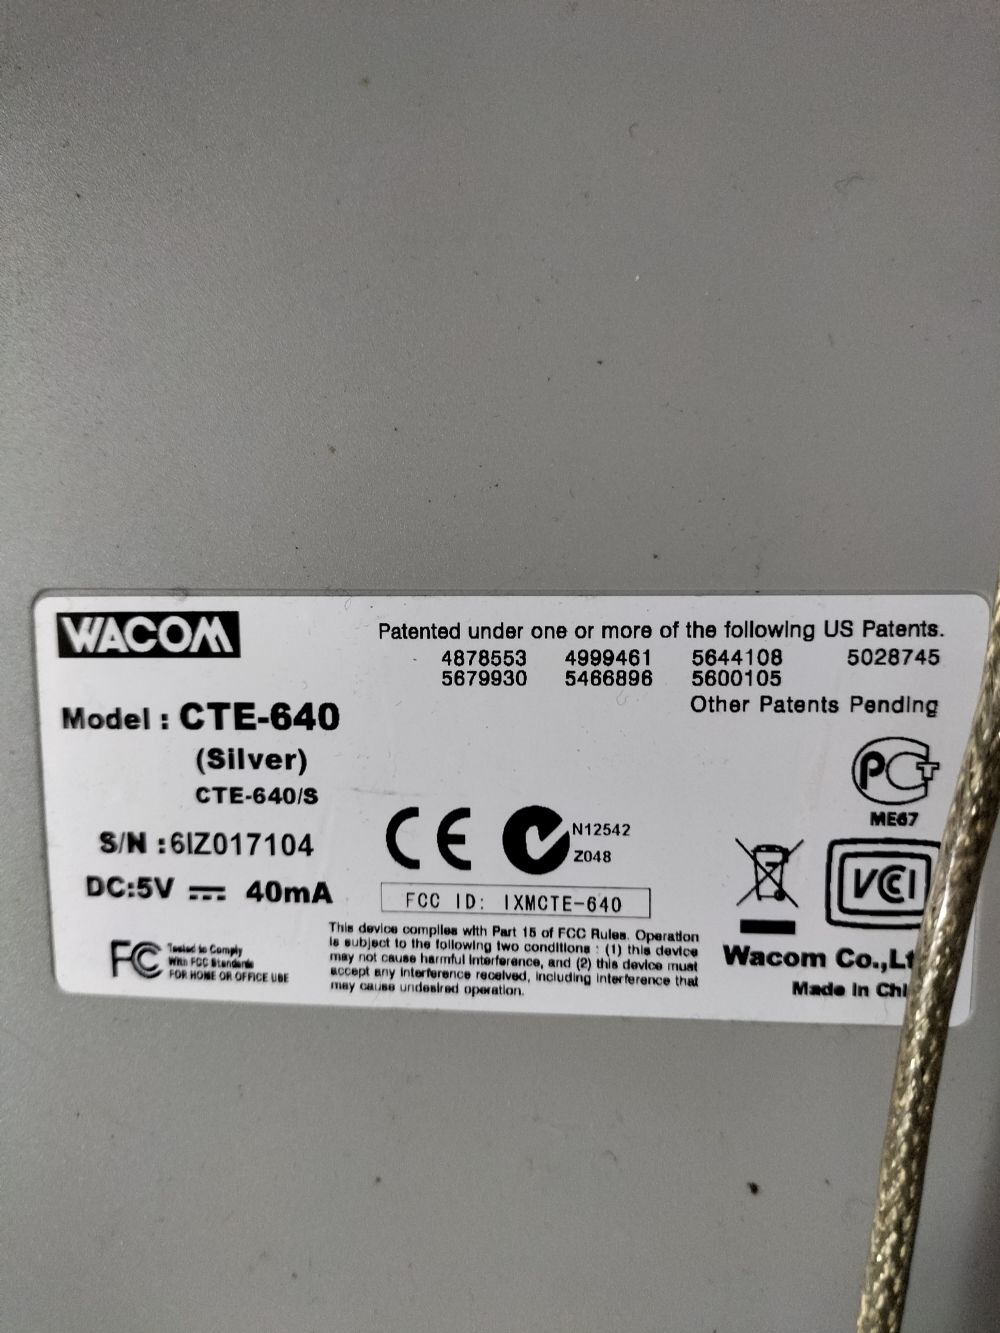 WACOM
Model : CTE-640
(Silver)
CTE-640/S
S/N :6IZ017104
DC:5V 40mA
FC Tested to Comply
With FCC Standards
FOR HOME OR OFFICE USE
Patented under one or more of the following US Patents.
4878553 4999461 5644108 5028745
5679930 5466896 5600105
Other Patents Pending
CE N12542
Z048
FCC ID: IXMCTE-640
This device complies with Part 15 of FCC Rules. Operation
is subject to the following two conditions : (1) this device
may not cause harmful interference, and (2) this device must
accept any interference received, including interference that
may cause undesired operation.
PCT
ME67
VCCI
Wacom Co.,Lt
Made in Chi